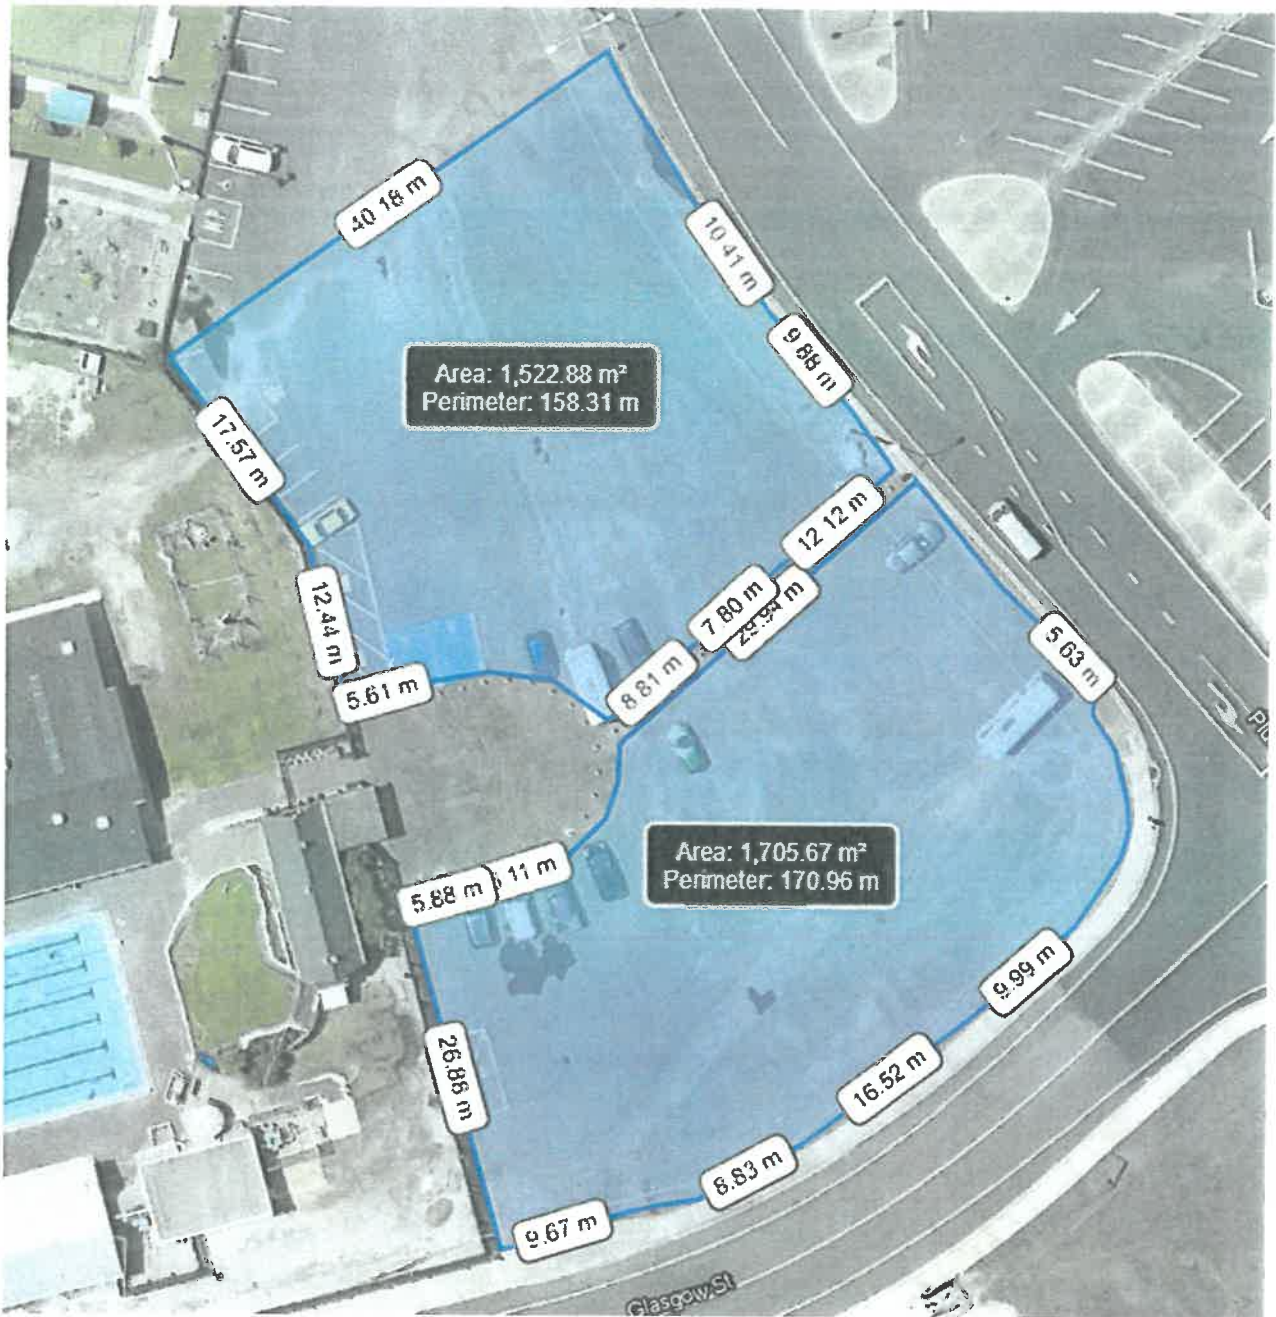 40.18 m
10.41 m
9.88 m
Area: 1,522.88 m²
Perimeter: 158.31 m
17.57 m
12.12 m
12.44 m
7.80 m
8.81 m
5.63 m
5.61 m
Area: 1,705.67 m²
Perimeter: 170.96 m
5.88 m
11 m
9.99 m
26.86 m
16.52 m
8.83 m
9.67 m
Glasgow St